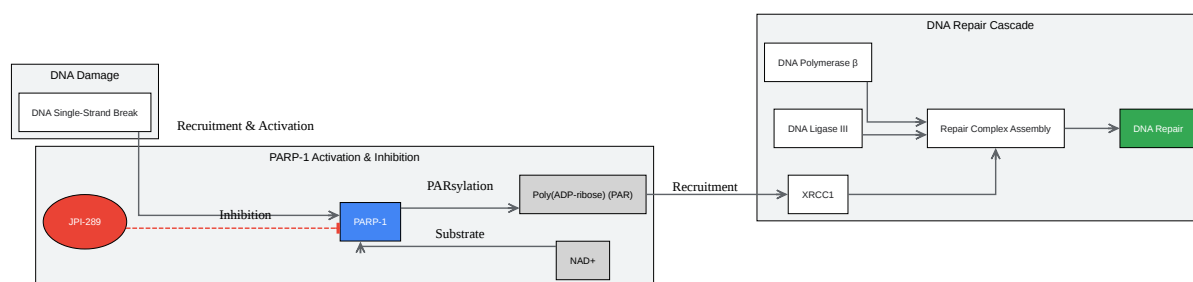 DNA Repair Cascade
DNA Polymerase β
DNA Damage
DNA Single-Strand Break
Recruitment & Activation
DNA Ligase III
Repair Complex Assembly
DNA Repair
PARP-1 Activation & Inhibition
PARsylation
Poly(ADP-ribose) (PAR)
Recruitment
XRCC1
JPI-289
Inhibition
PARP-1
Substrate
NAD+